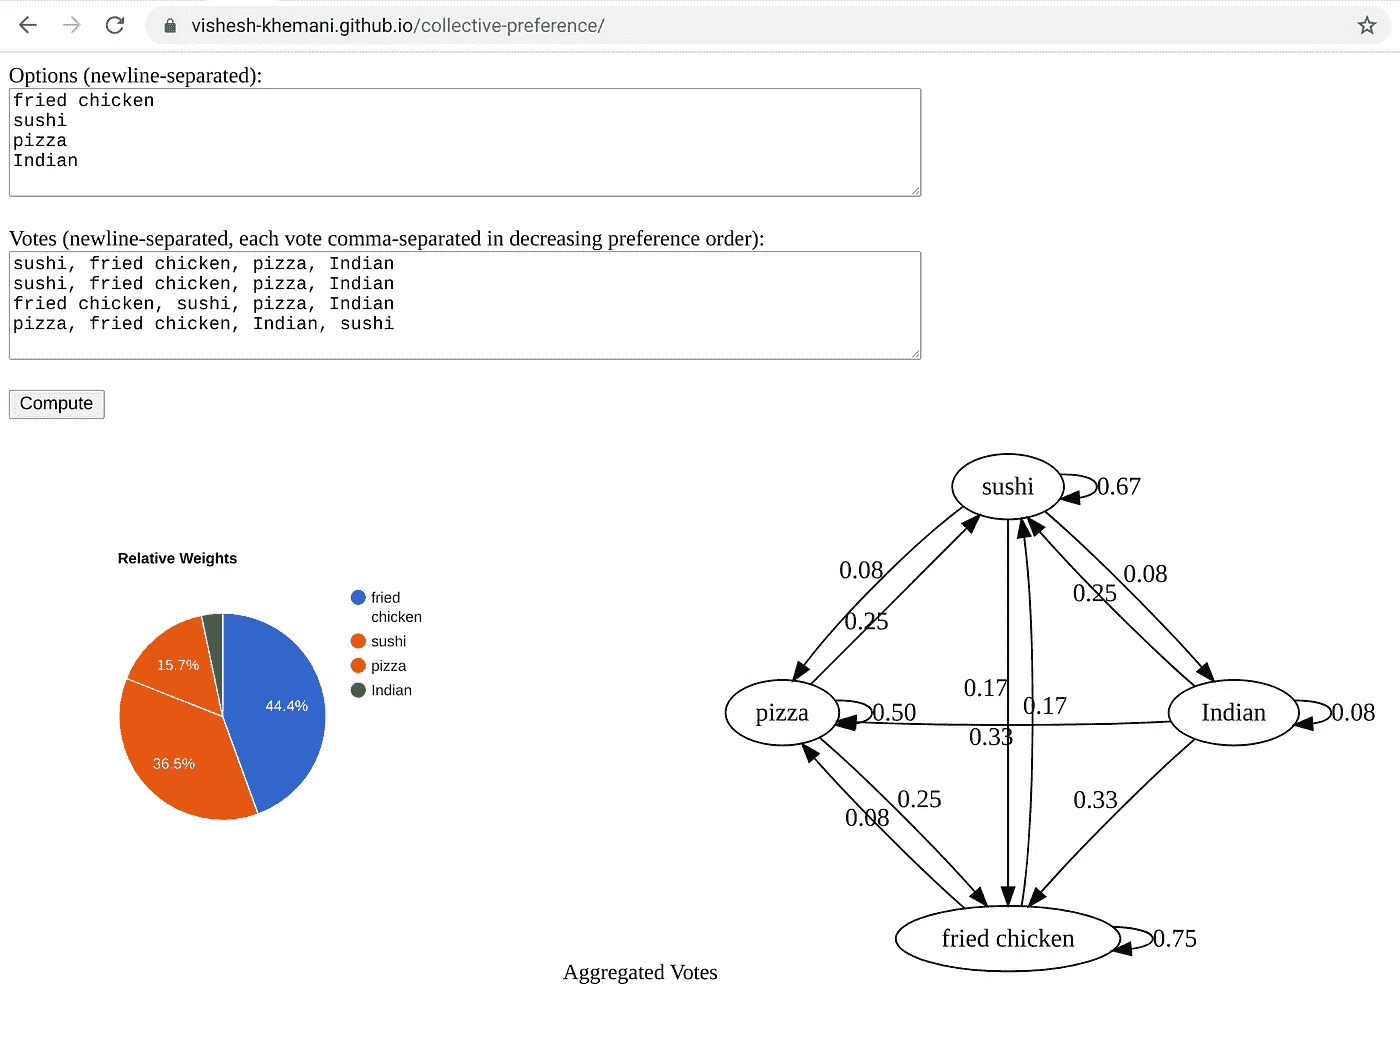 vishesh-khemani.github.io/collective-preference/
Options (newline-separated):
fried chicken
sushi
pizza
Indian
Votes (newline-separated, each vote comma-separated in decreasing preference order):
sushi, fried chicken, pizza, Indian
sushi, fried chicken, pizza, Indian
fried chicken, sushi, pizza, Indian
pizza, fried chicken, Indian, sushi
Compute
Relative Weights
fried
chicken
sushi
pizza
Indian
15.7%
44.4%
36.5%
sushi
0.67
0.08
0.08
0.25
0.25
0.17
0.17
pizza
0.50
Indian
0.08
0.33
0.25
0.33
0.08
fried chicken
0.75
Aggregated Votes